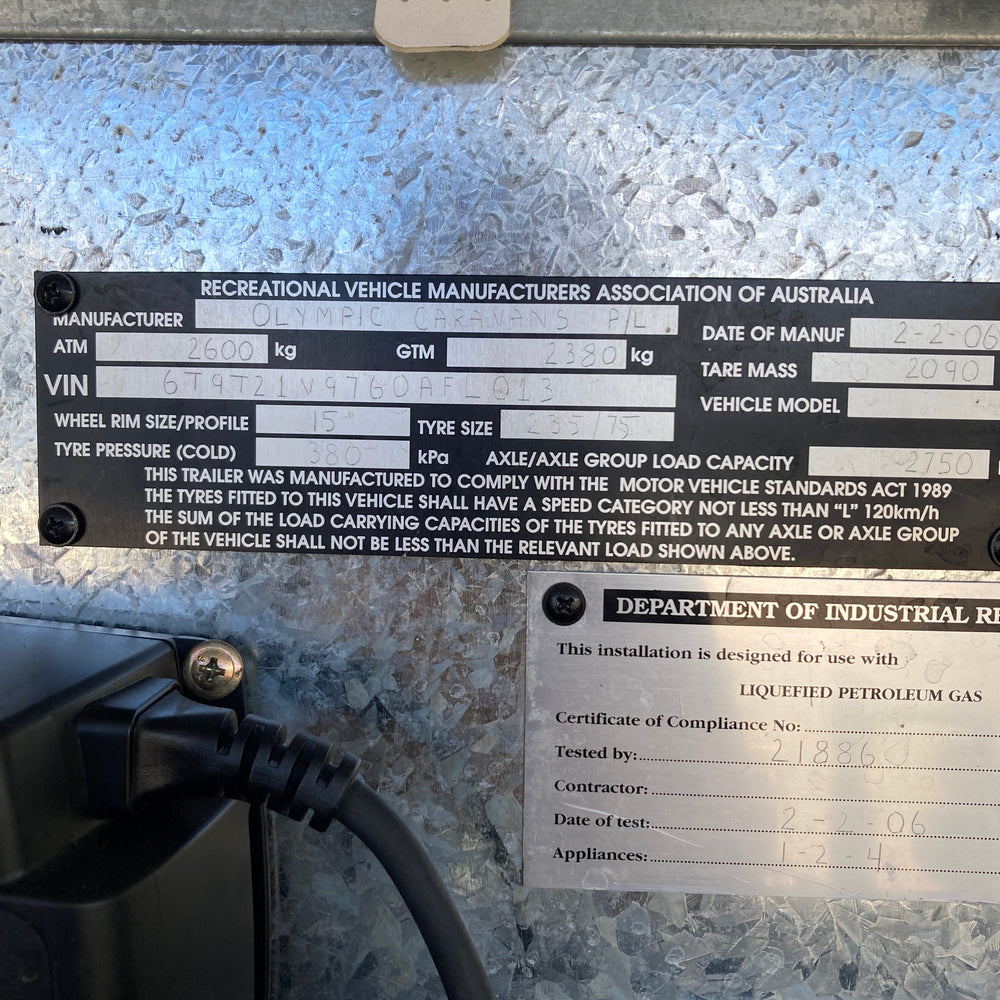 RECREATIONAL VEHICLE MANUFACTURERS ASSOCIATION OF AUSTRALIA
MANUFACTURER OLYMPIC CARAVANS P/L DATE OF MANUF 2-2-06
ATM 2600 kg GTM 2380 kg TARE MASS 2090
VIN 6T9T21V9760AFL013 VEHICLE MODEL
WHEEL RIM SIZE/PROFILE 15" TYRE SIZE 235/75
TYRE PRESSURE (COLD) 380 kPa AXLE/AXLE GROUP LOAD CAPACITY 2750
THIS TRAILER WAS MANUFACTURED TO COMPLY WITH THE MOTOR VEHICLE STANDARDS ACT 1989
THE TYRES FITTED TO THIS VEHICLE SHALL HAVE A SPEED CATEGORY NOT LESS THAN "L" 120km/h
THE SUM OF THE LOAD CARRYING CAPACITIES OF THE TYRES FITTED TO ANY AXLE OR AXLE GROUP
OF THE VEHICLE SHALL NOT BE LESS THAN THE RELEVANT LOAD SHOWN ABOVE.
DEPARTMENT OF INDUSTRIAL RE
This installation is designed for use with
LIQUEFIED PETROLEUM GAS
Certificate of Compliance No:
Tested by: 218860
Contractor:
Date of test: 2-2-06
Appliances: 1-2-4